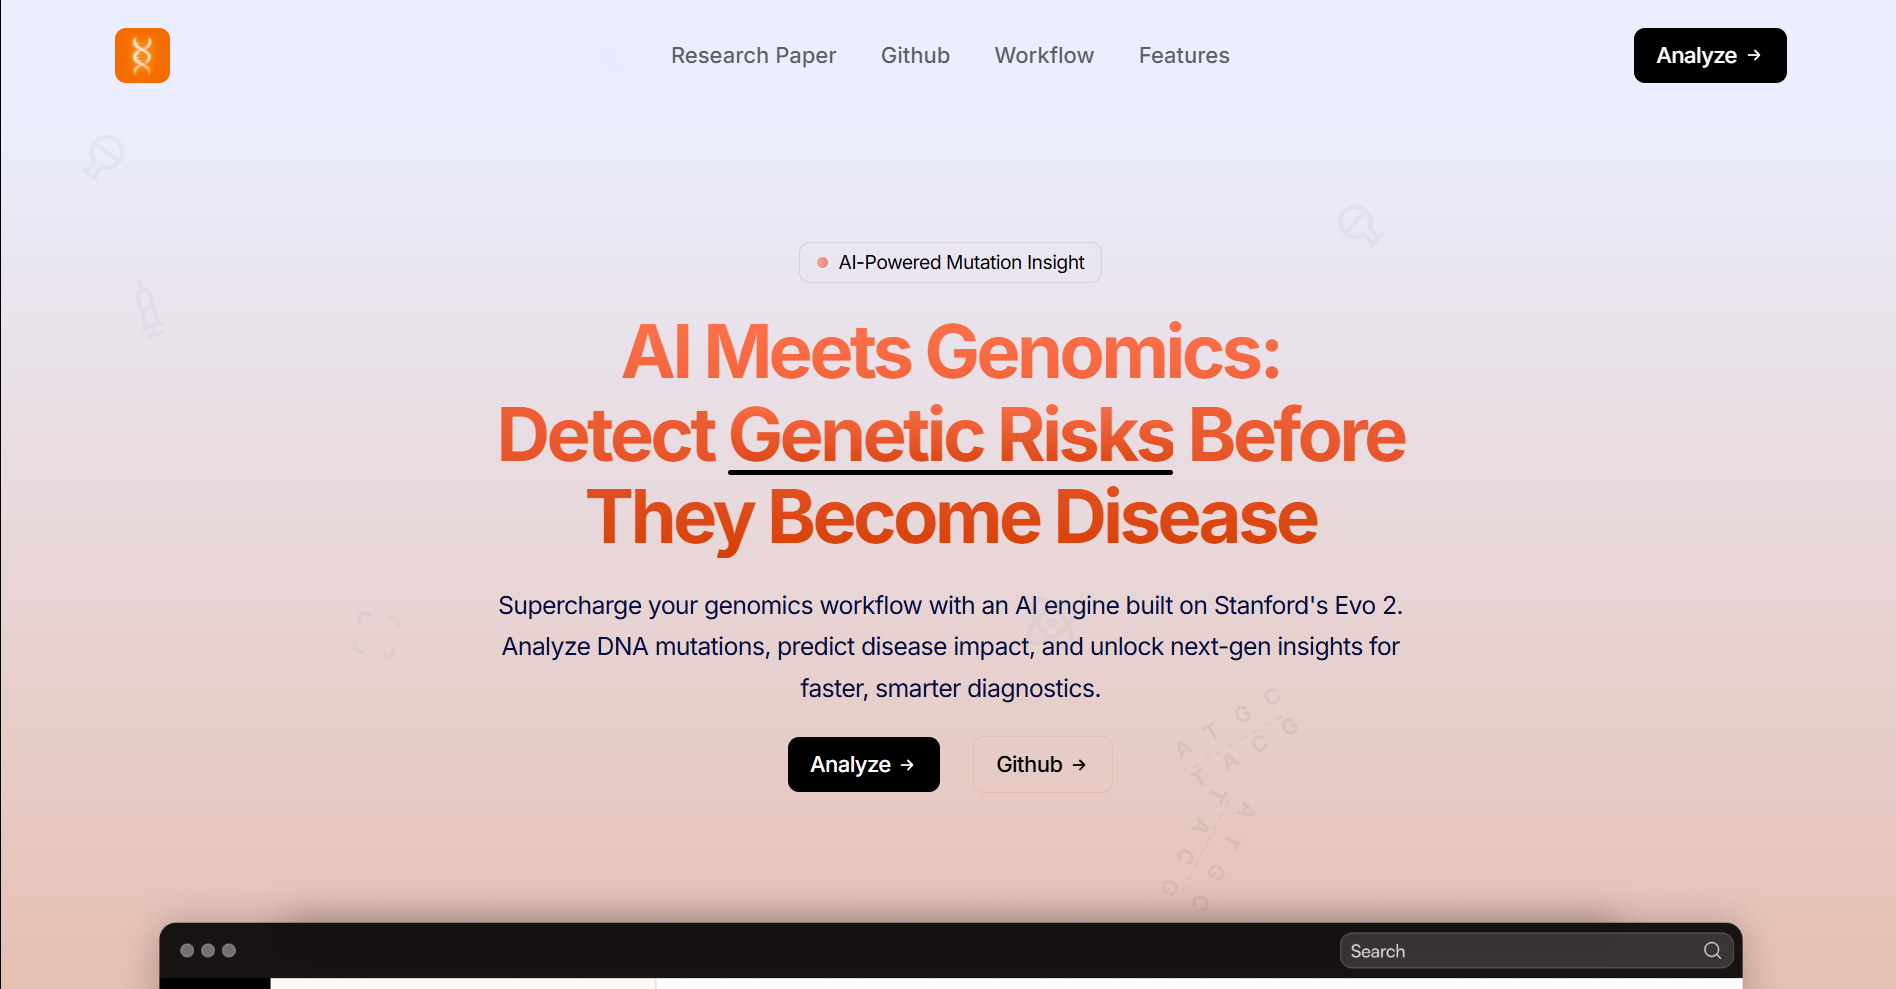 Research Paper
Github
Workflow
Features
Analyze →
AI-Powered Mutation Insight
AI Meets Genomics:
Detect Genetic Risks Before
They Become Disease
Supercharge your genomics workflow with an AI engine built on Stanford's Evo 2.
Analyze DNA mutations, predict disease impact, and unlock next-gen insights for
faster, smarter diagnostics.
Analyze →
Github →
A T G C
T A C G
T A C G
A T G C
Search